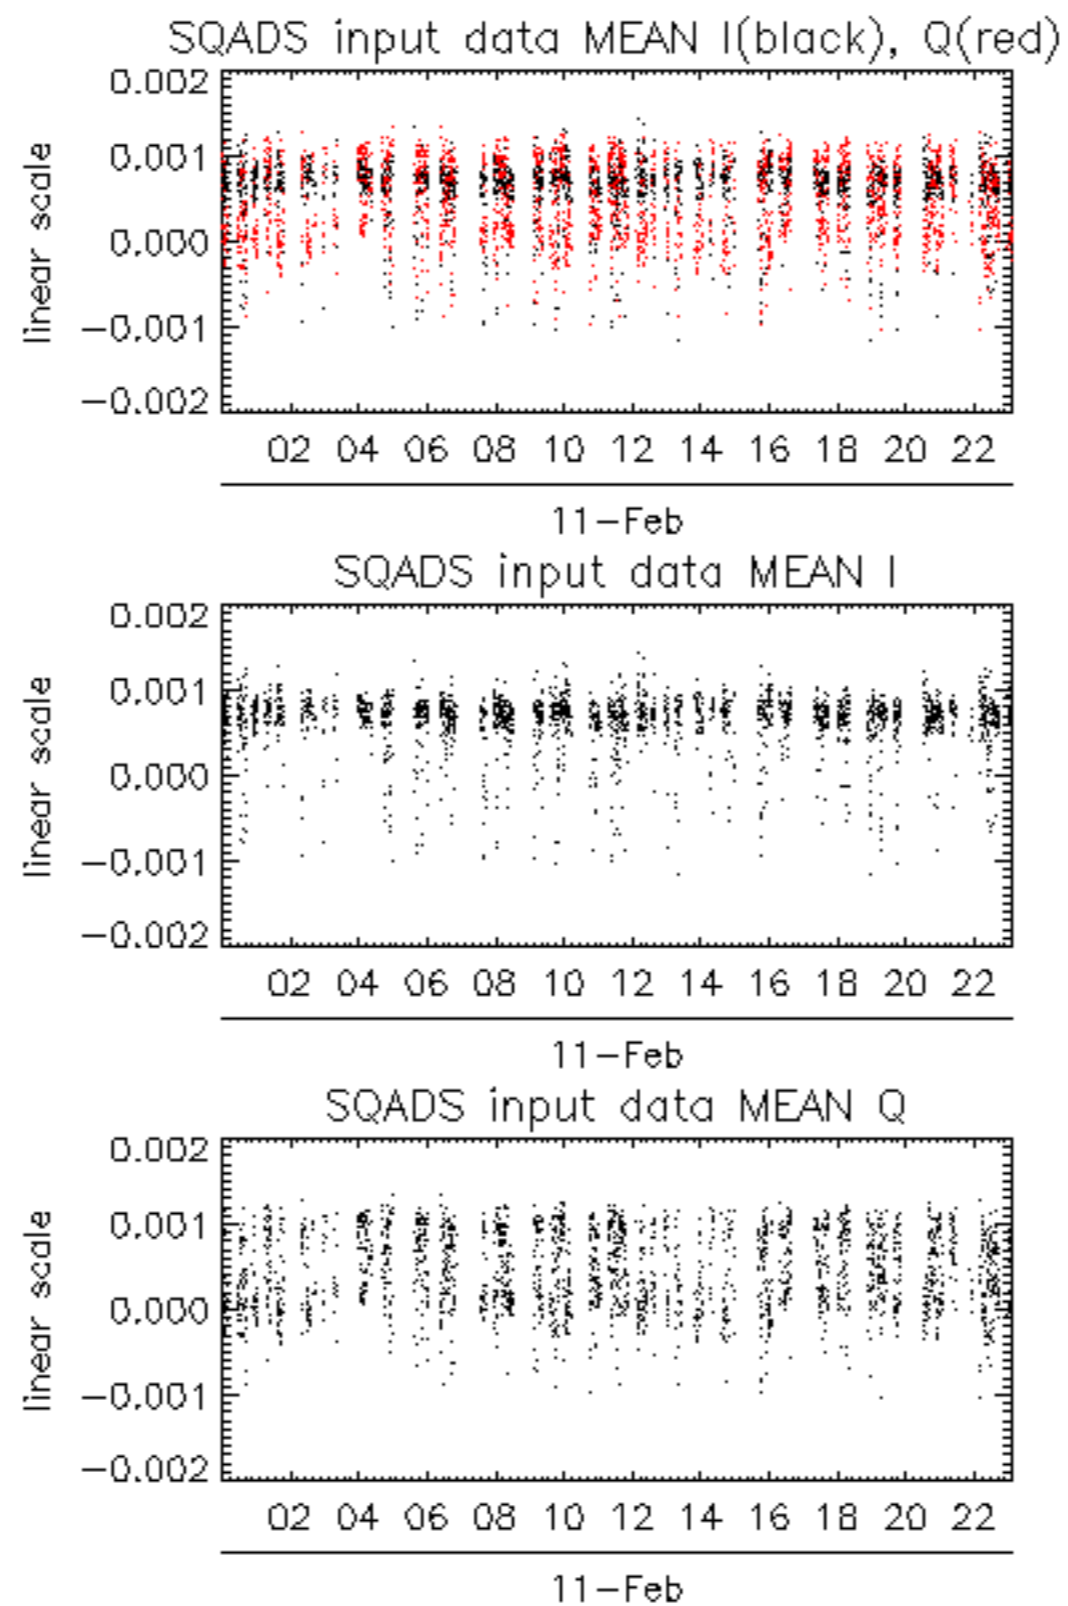 SQADS input data MEAN I(black), Q(red)
0.002
0.001
0.000
−0.001
−0.002
linear scale
02 04 06 08 10 12 14 16 18 20 22
11−Feb
SQADS input data MEAN I
0.002
0.001
0.000
−0.001
−0.002
linear scale
02 04 06 08 10 12 14 16 18 20 22
11−Feb
SQADS input data MEAN Q
0.002
0.001
0.000
−0.001
−0.002
linear scale
02 04 06 08 10 12 14 16 18 20 22
11−Feb